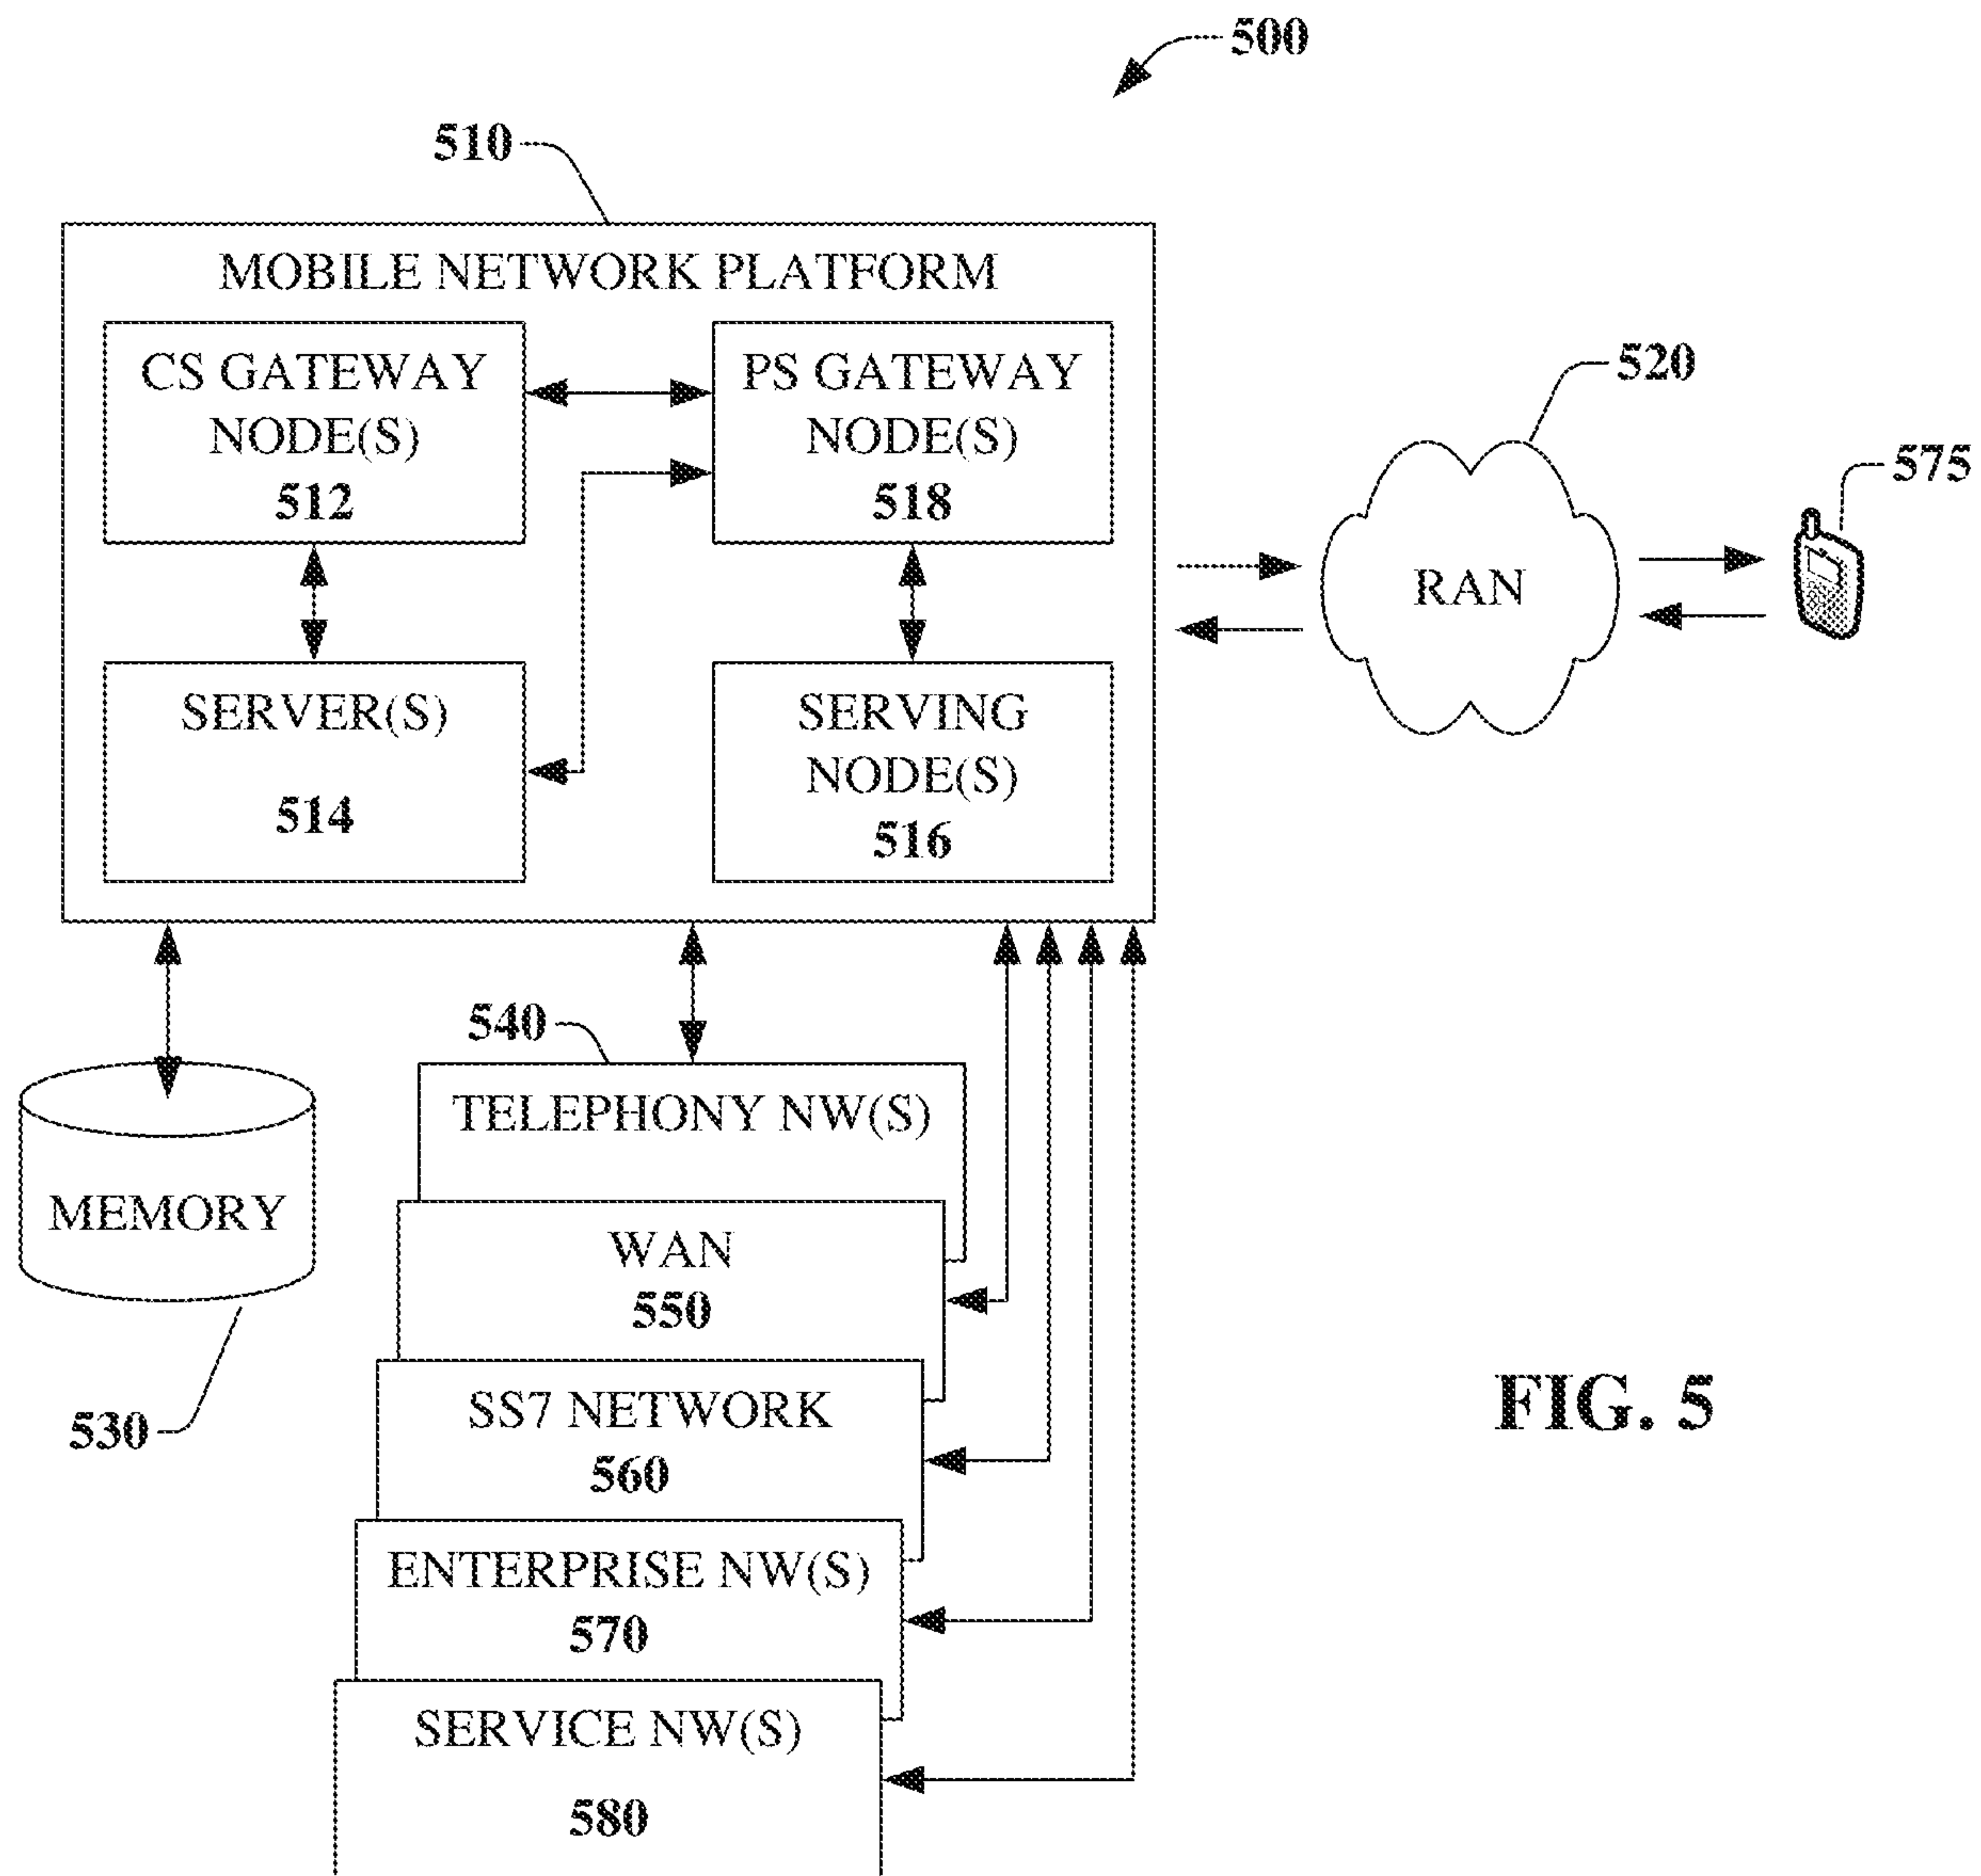 500
510
MOBILE NETWORK PLATFORM
CS GATEWAY
NODE(S)
512
PS GATEWAY
NODE(S)
518
SERVER(S)
514
SERVING
NODE(S)
516
520
RAN
575
540
TELEPHONY NW(S)
MEMORY
530
WAN
550
SS7 NETWORK
560
ENTERPRISE NW(S)
570
SERVICE NW(S)
580
FIG. 5